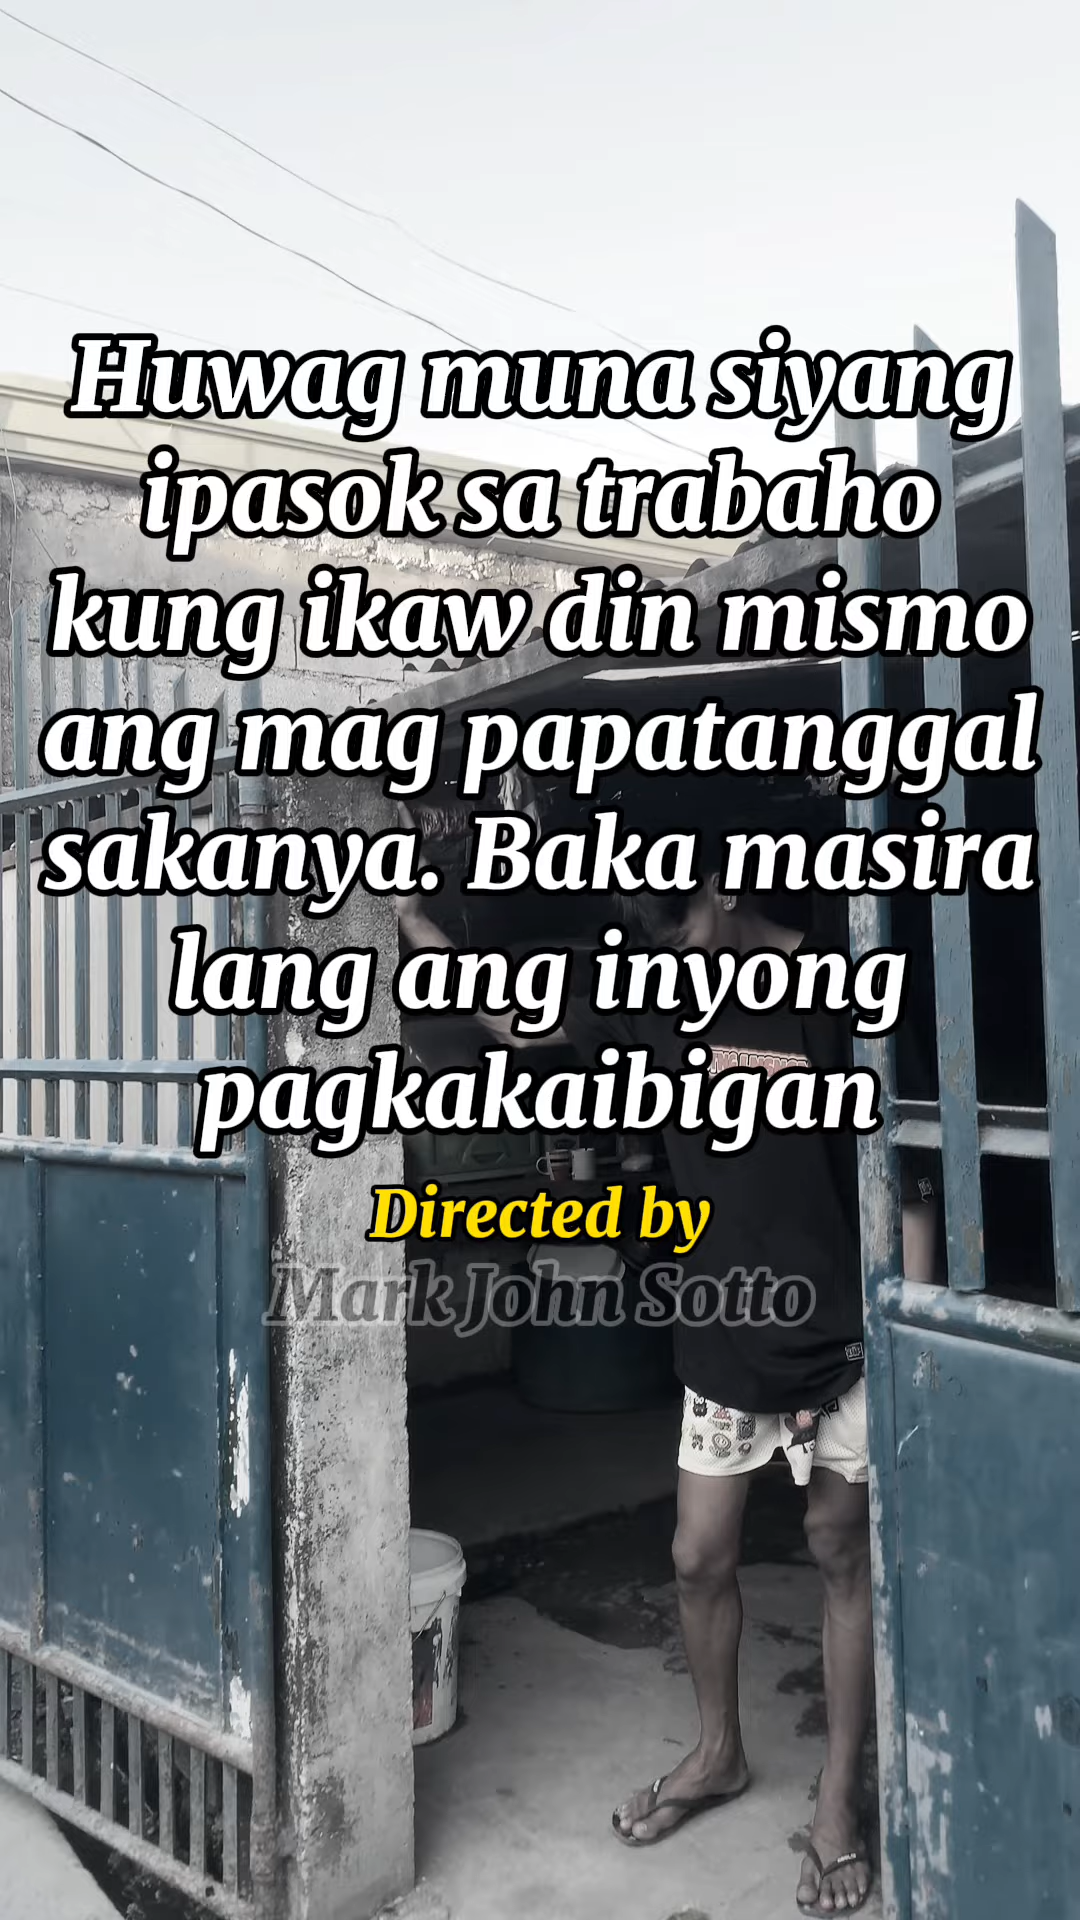 Huwag muna siyang
ipasok sa trabaho
kung ikaw din mismo
ang mag papatanggal
sakanya. Baka masira
lang ang inyong
pagkakaibigan
Directed by
Mark John Sotto